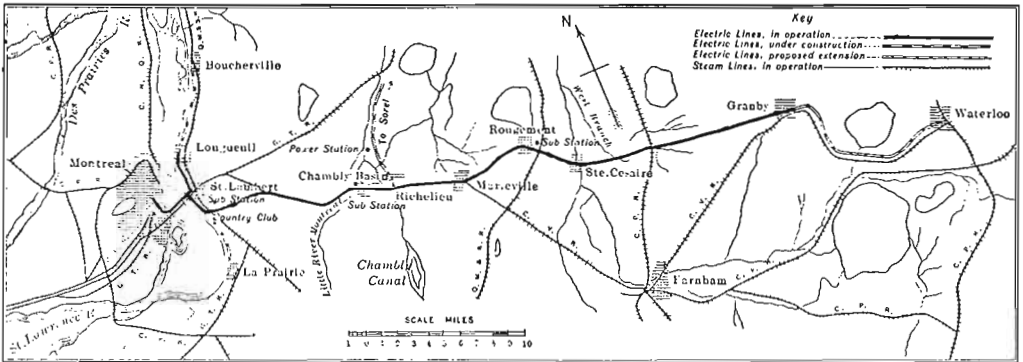 Key
Electric Lines, in operation
Electric Lines, under construction
Electric Lines, proposed extension
Steam Lines, in operation
N
Des Prairies R.
C. P. R.
C. N. Q. R.
Q. M. & S. R.
Boucherville
Longueuil
Montreal
St. Lambert
Sub Station
Country Club
La Prairie
St. Lawrence R.
G. T. R.
G. T. R.
C. P. R.
Power Station
To Sorel
Chambly Basin
Sub Station
Richelieu
Little River Montreal
Chambly
Canal
Marieville
Rougemont
Sub Station
West Branch
Ste. Cesaire
Q. M. & S. R.
C. V. R.
C. P. R.
Granby
Waterloo
Farnham
C. V. R.
C. P. R.
C. P. R.
SCALE MILES
1 0 1 2 3 4 5 6 7 8 9 10